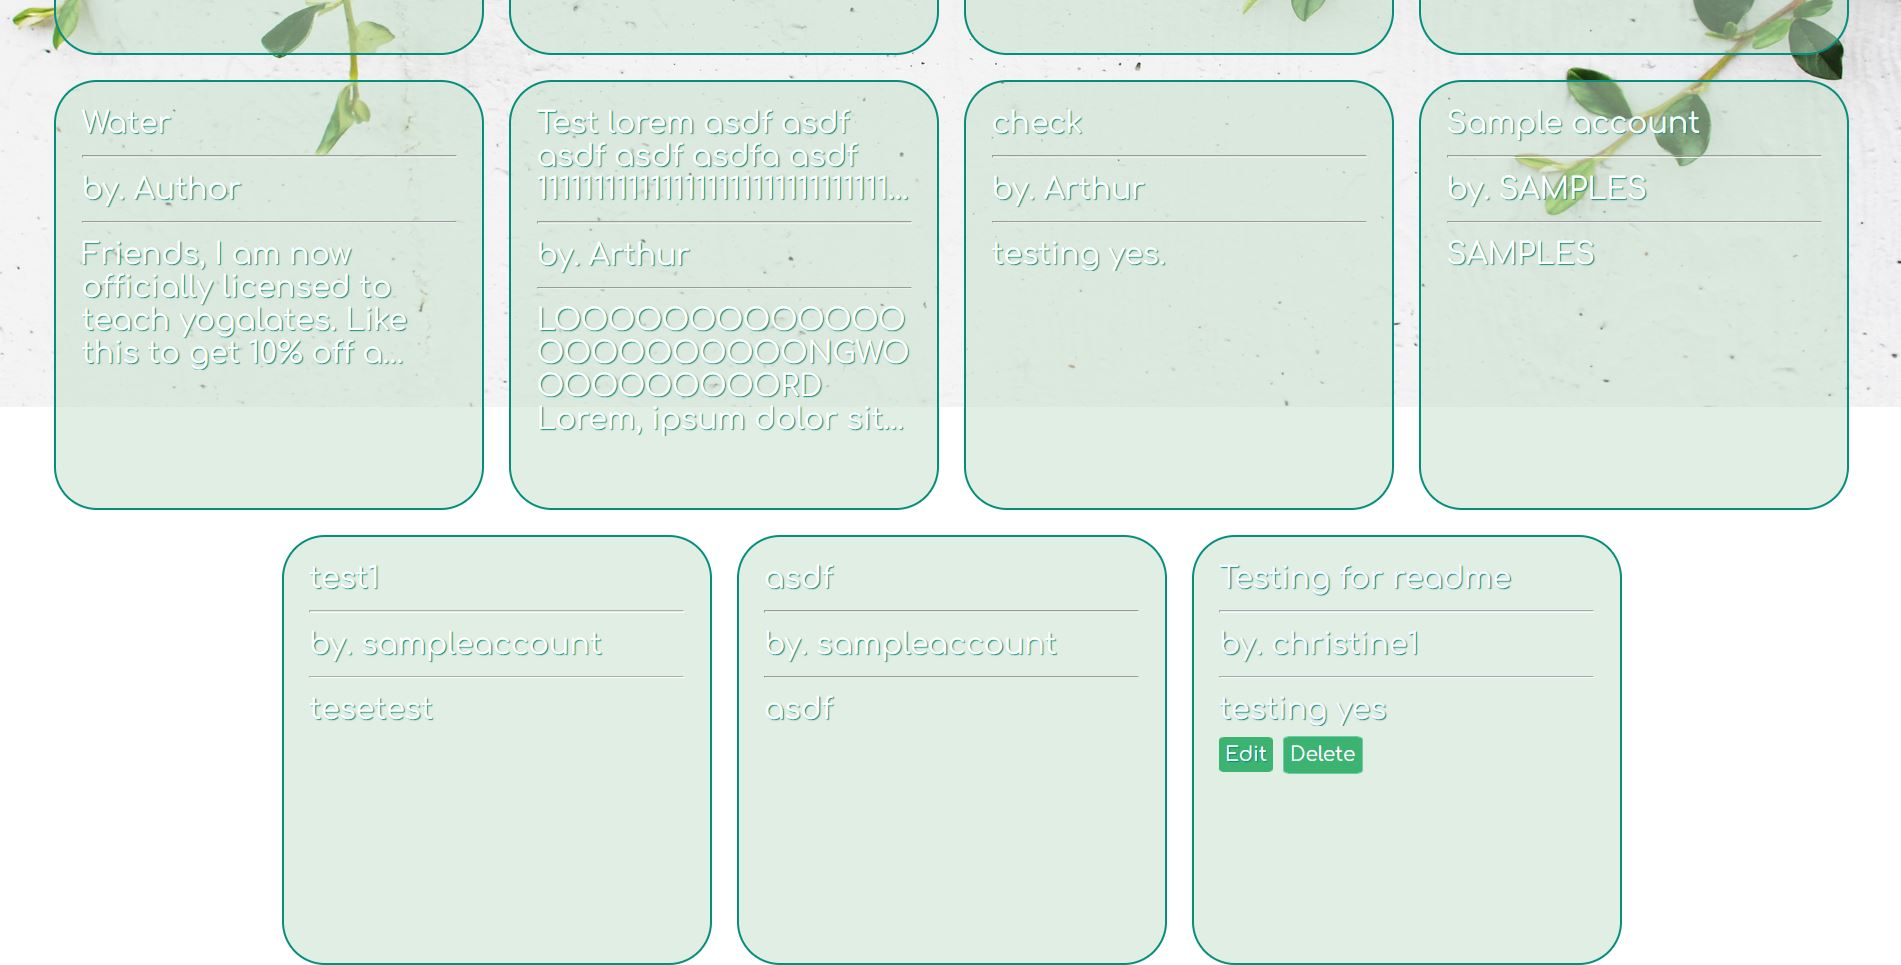 Water
by. Author
Friends, I am now
officially licensed to
teach yogalates. Like
this to get 10% off a...
Test lorem asdf asdf
asdf asdf asdfa asdf
by. Arthur
LOOOOOOOOOOOOO
OOOOOOOOOONGWO
OOOOOOOOORD
Lorem, ipsum dolor sit...
check
by. Arthur
testing yes.
Sample account
by. SAMPLES
SAMPLES
test1
by. sampleaccount
tesetest
asdf
by. sampleaccount
asdf
Testing for readme
by. christine1
testing yes
Edit Delete